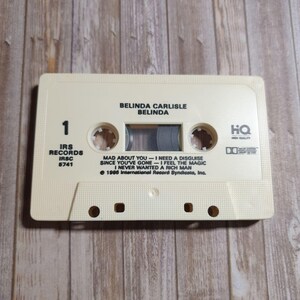 BELINDA CARLISLE
BELINDA
1
HQ
IRS
RECORDS
IRSC
5741
MAD ABOUT YOU — I NEED A DISGUISE
SINCE YOU'VE GONE — I FEEL THE MAGIC
I NEVER WANTED A RICH MAN
℗ 1986 International Record Syndicate, Inc.